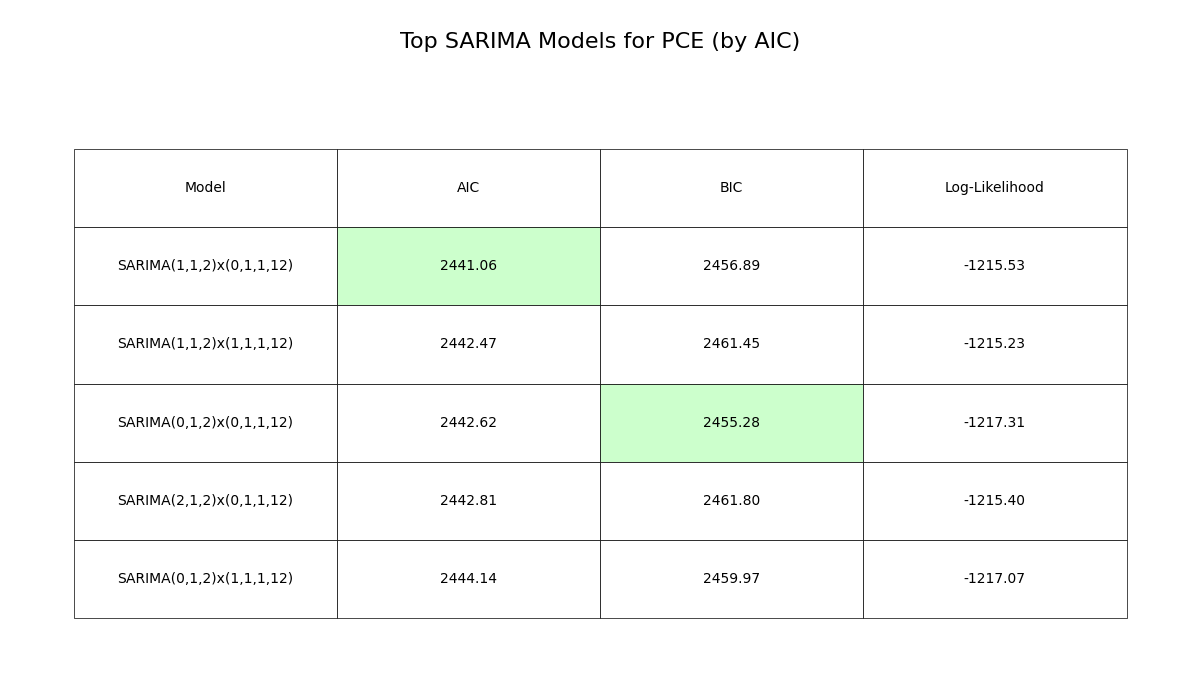 Top SARIMA Models for PCE (by AIC)
Model AIC BIC Log-Likelihood
SARIMA(1,1,2)x(0,1,1,12) 2441.06 2456.89 -1215.53
SARIMA(1,1,2)x(1,1,1,12) 2442.47 2461.45 -1215.23
SARIMA(0,1,2)x(0,1,1,12) 2442.62 2455.28 -1217.31
SARIMA(2,1,2)x(0,1,1,12) 2442.81 2461.80 -1215.40
SARIMA(0,1,2)x(1,1,1,12) 2444.14 2459.97 -1217.07